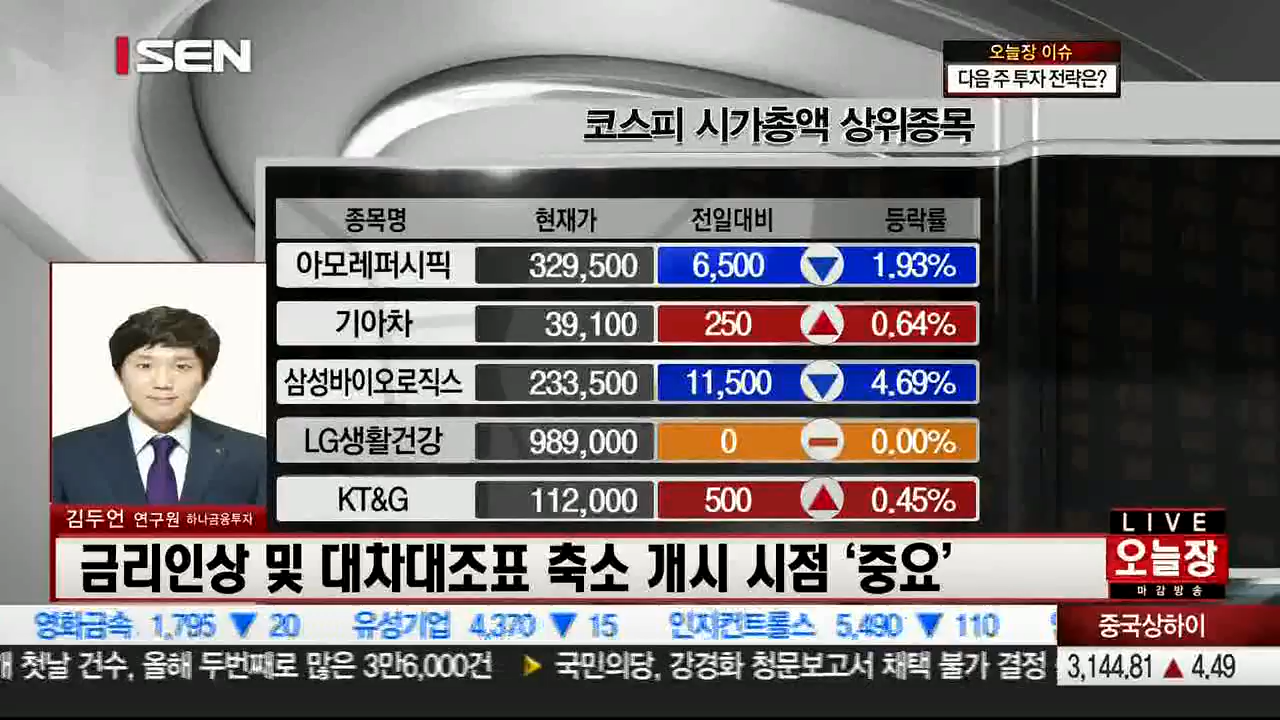 SEN
오늘장 이슈
다음 주 투자 전략은?
코스피 시가총액 상위종목
종목명 현재가 전일대비 등락률
아모레퍼시픽 329,500 6,500 ▼ 1.93%
기아차 39,100 250 ▲ 0.64%
삼성바이오로직스 233,500 11,500 ▼ 4.69%
LG생활건강 989,000 0 - 0.00%
KT&G 112,000 500 ▲ 0.45%
김두언 연구원 하나금융투자
금리인상 및 대차대조표 축소 개시 시점 ‘중요’
LIVE
오늘장
마감방송
영화금속 1,795 ▼ 20 유성기업 4,370 ▼ 15 인지컨트롤스 5,490 ▼ 110
중국상하이
첫날 건수, 올해 두번째로 많은 3만6,000건 ▶ 국민의당, 강경화 청문보고서 채택 불가 결정
3,144.81 ▲ 4.49